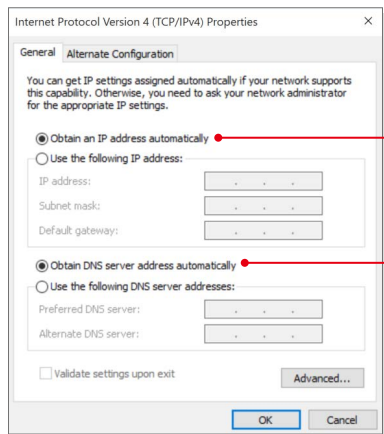 Internet Protocol Version 4 (TCP/IPv4) Properties
General Alternate Configuration
You can get IP settings assigned automatically if your network supports
this capability. Otherwise, you need to ask your network administrator
for the appropriate IP settings.
Obtain an IP address automatically
Use the following IP address:
IP address:
Subnet mask:
Default gateway:
Obtain DNS server address automatically
Use the following DNS server addresses:
Preferred DNS server:
Alternate DNS server:
Validate settings upon exit
Advanced...
OK Cancel